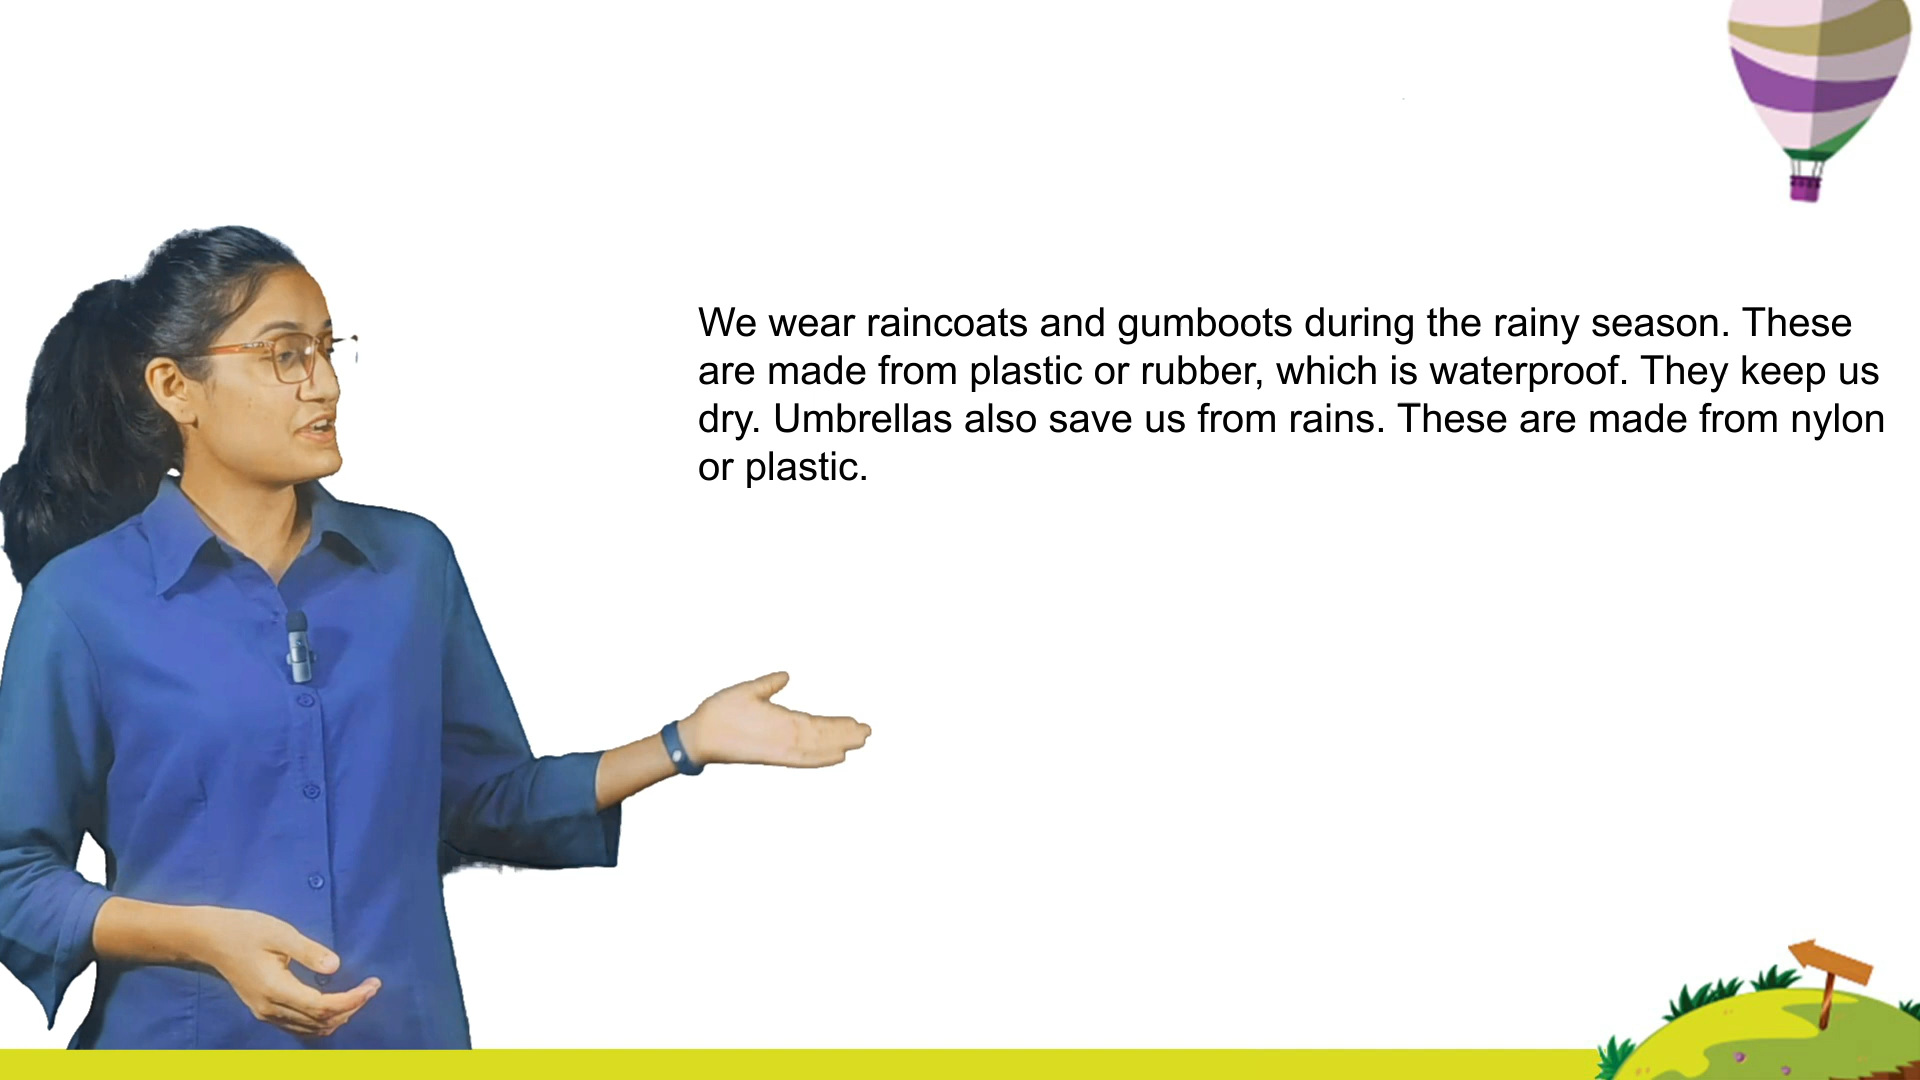 We wear raincoats and gumboots during the rainy season. These
are made from plastic or rubber, which is waterproof. They keep us
dry. Umbrellas also save us from rains. These are made from nylon
or plastic.